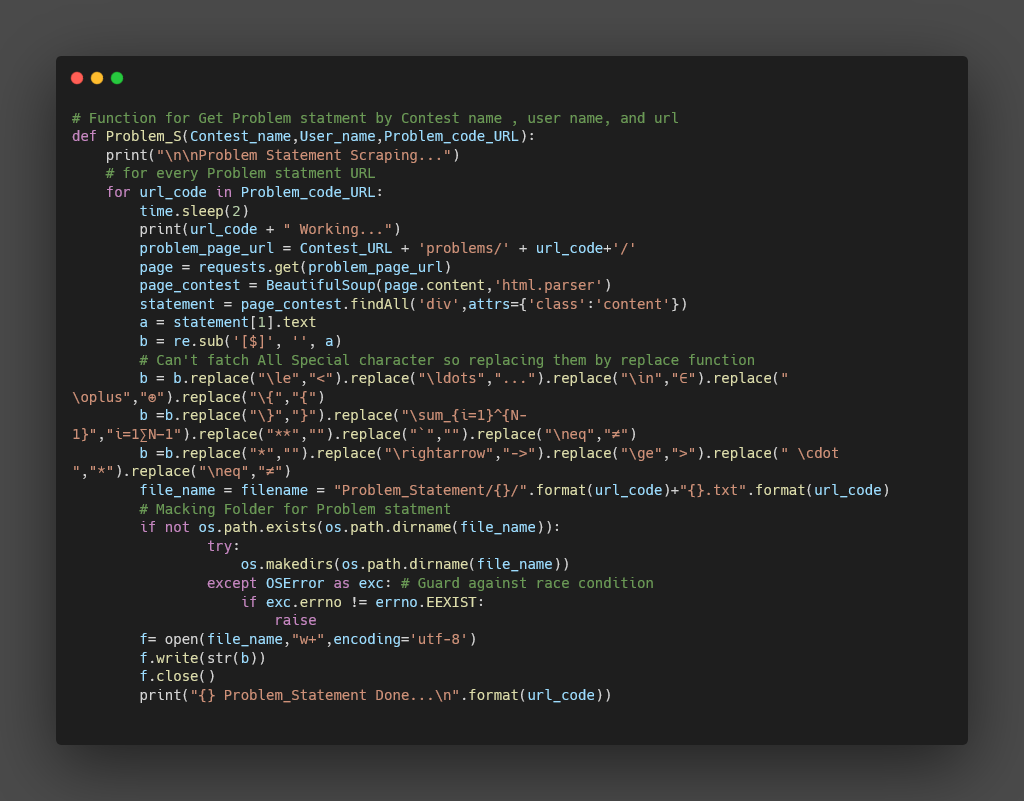 # Function for Get Problem statment by Contest name , user name, and url
def Problem_S(Contest_name,User_name,Problem_code_URL):
    print("\n\nProblem Statement Scraping...")
    # for every Problem statment URL
    for url_code in Problem_code_URL:
        time.sleep(2)
        print(url_code + " Working...")
        problem_page_url = Contest_URL + 'problems/' + url_code+'/'
        page = requests.get(problem_page_url)
        page_contest = BeautifulSoup(page.content,'html.parser')
        statement = page_contest.findAll('div',attrs={'class':'content'})
        a = statement[1].text
        b = re.sub('[$]', '', a)
        # Can't fatch All Special character so replacing them by replace function
        b = b.replace("\le","<").replace("\ldots","...").replace("\in","∈").replace("
\oplus","⊕").replace("\{","{")
        b =b.replace("\}","}").replace("\sum_{i=1}^{N-
1}","i=1∑N−1").replace("**","").replace("`","").replace("\neq","≠")
        b =b.replace("*","").replace("\rightarrow","->").replace("\ge",">").replace(" \cdot
","*").replace("\neq","≠")
        file_name = filename = "Problem_Statement/{}/".format(url_code)+"{}.txt".format(url_code)
        # Macking Folder for Problem statment
        if not os.path.exists(os.path.dirname(file_name)):
                try:
                    os.makedirs(os.path.dirname(file_name))
                except OSError as exc: # Guard against race condition
                    if exc.errno != errno.EEXIST:
                        raise
        f= open(file_name,"w+",encoding='utf-8')
        f.write(str(b))
        f.close()
        print("{} Problem_Statement Done...\n".format(url_code))